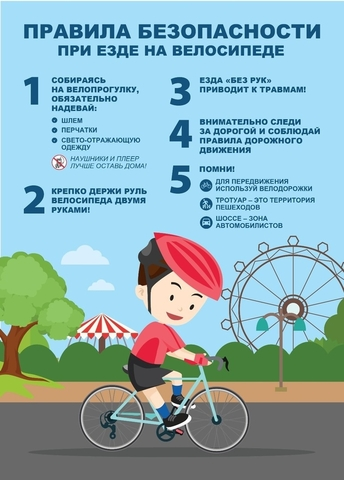 ПРАВИЛА БЕЗОПАСНОСТИ
ПРИ ЕЗДЕ НА ВЕЛОСИПЕДЕ
1 СОБИРАЯСЬ
НА ВЕЛОПРОГУЛКУ,
ОБЯЗАТЕЛЬНО
НАДЕВАЙ:
ШЛЕМ
ПЕРЧАТКИ
СВЕТО-ОТРАЖАЮЩУЮ
ОДЕЖДУ
НАУШНИКИ И ПЛЕЕР
ЛУЧШЕ ОСТАВЬ ДОМА!
2 КРЕПКО ДЕРЖИ РУЛЬ
ВЕЛОСИПЕДА ДВУМЯ
РУКАМИ!
3 ЕЗДА «БЕЗ РУК»
ПРИВОДИТ К ТРАВМАМ!
4 ВНИМАТЕЛЬНО СЛЕДИ
ЗА ДОРОГОЙ И СОБЛЮДАЙ
ПРАВИЛА ДОРОЖНОГО
ДВИЖЕНИЯ
5 ПОМНИ!
ДЛЯ ПЕРЕДВИЖЕНИЯ
ИСПОЛЬЗУЙ ВЕЛОДОРОЖКИ
ТРОТУАР – ЭТО ТЕРРИТОРИЯ
ПЕШЕХОДОВ
ШОССЕ – ЗОНА
АВТОМОБИЛИСТОВ